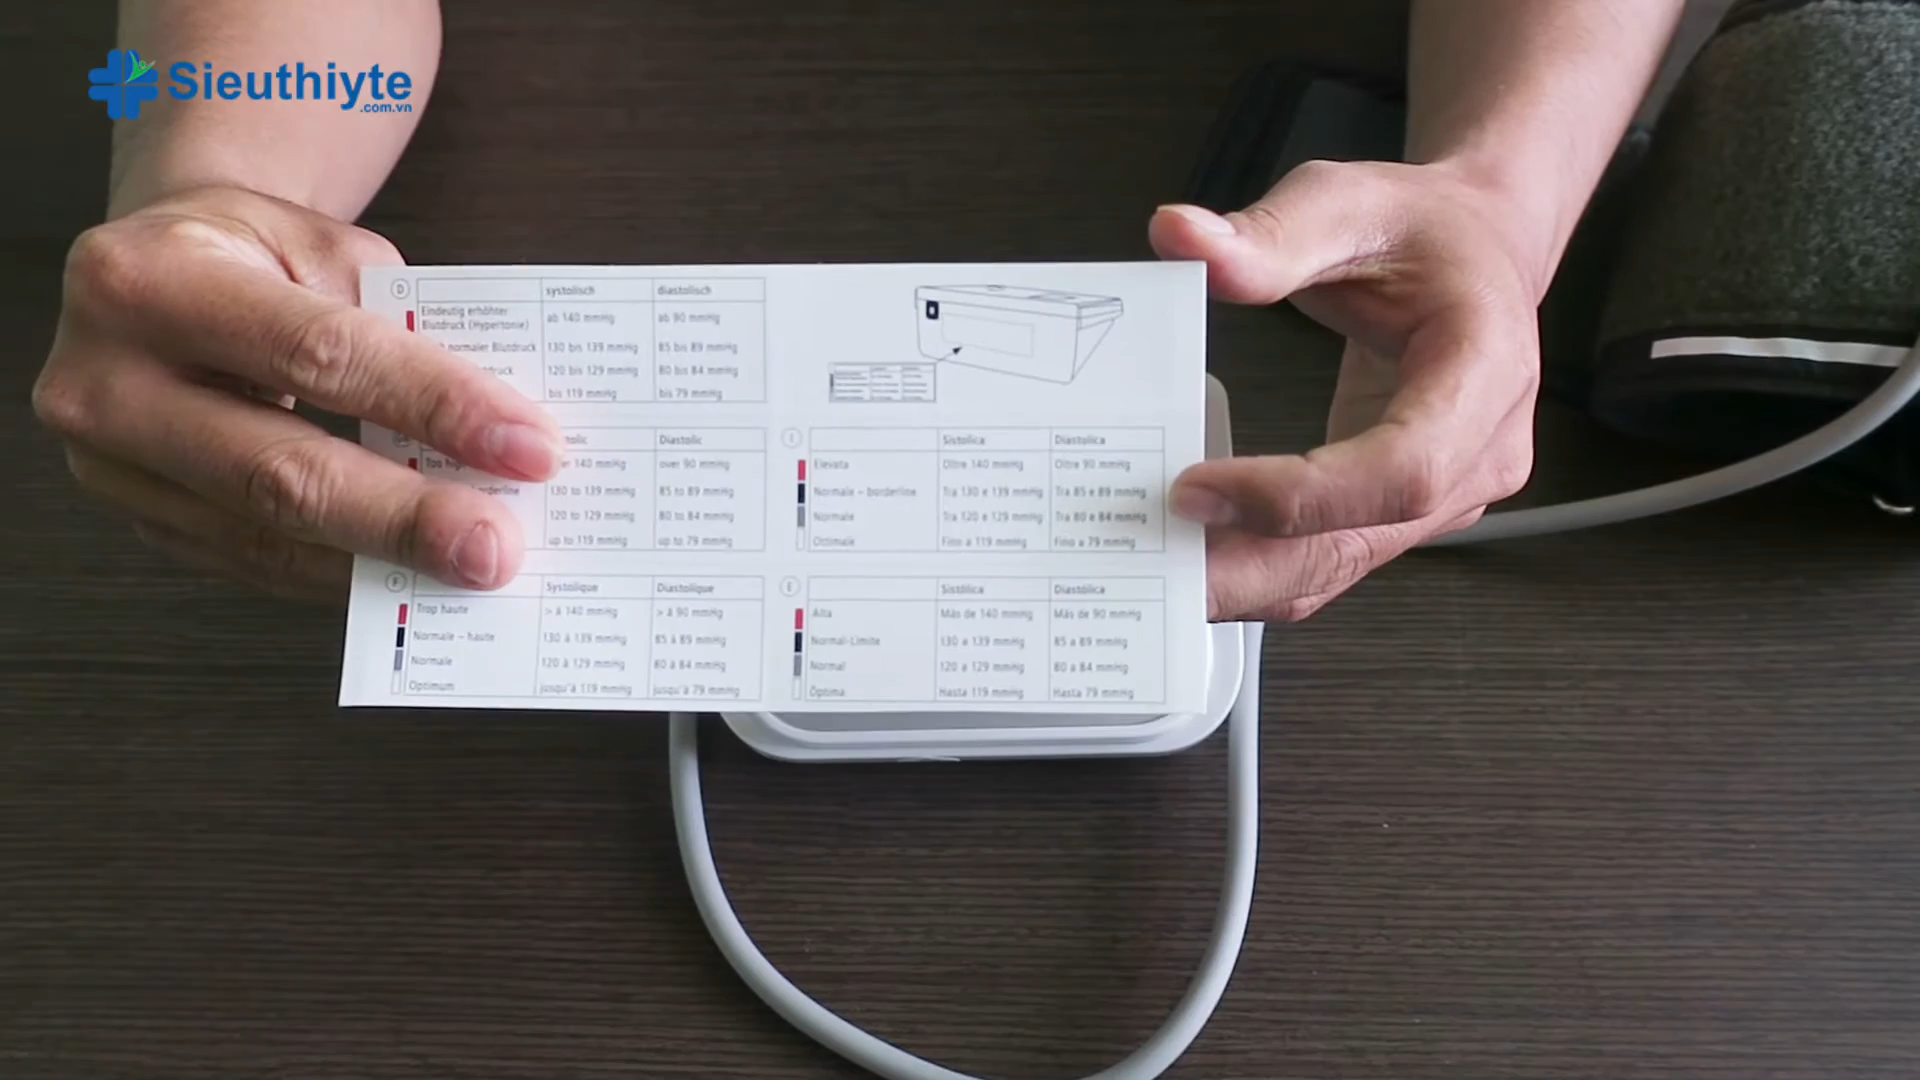 Sieuthiyte
.com.vn
D
systolisch diastolisch
Eindeutig erhöhter
Blutdruck (Hypertonie) ab 140 mmHg ab 90 mmHg
normaler Blutdruck 130 bis 139 mmHg 85 bis 89 mmHg
120 bis 129 mmHg 80 bis 84 mmHg
bis 119 mmHg bis 79 mmHg
Diastolic
Too 140 mmHg over 90 mmHg
130 to 139 mmHg 85 to 89 mmHg
120 to 129 mmHg 80 to 84 mmHg
up to 119 mmHg up to 79 mmHg
I
Sistolica Diastolica
Elevata Oltre 140 mmHg Oltre 90 mmHg
Normale – borderline Tra 130 e 139 mmHg Tra 85 e 89 mmHg
Normale Tra 120 e 129 mmHg Tra 80 e 84 mmHg
Ottimale Fino a 119 mmHg Fino a 79 mmHg
F
Systolique Diastolique
Trop haute > à 140 mmHg > à 90 mmHg
Normale – haute 130 à 139 mmHg 85 à 89 mmHg
Normale 120 à 129 mmHg 80 à 84 mmHg
Optimum jusqu'à 119 mmHg jusqu'à 79 mmHg
E
Sistólica Diastólica
Alta Más de 140 mmHg Más de 90 mmHg
Normal-Límite 130 a 139 mmHg 85 a 89 mmHg
Normal 120 a 129 mmHg 80 a 84 mmHg
Óptima Hasta 119 mmHg Hasta 79 mmHg